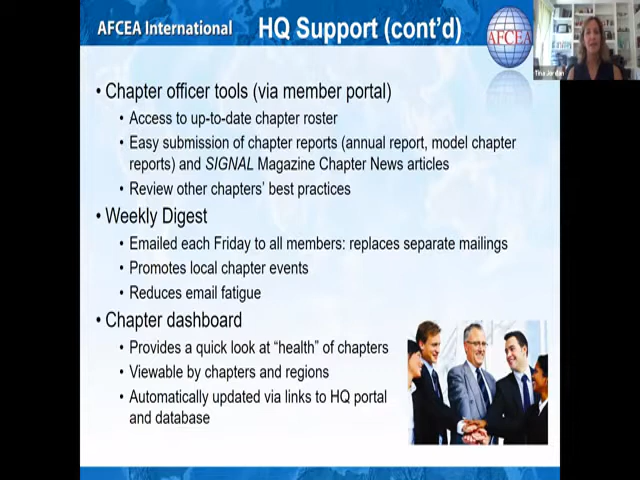 AFCEA International
HQ Support (cont'd)
AFCEA
Tina Jordan
• Chapter officer tools (via member portal)
• Access to up-to-date chapter roster
• Easy submission of chapter reports (annual report, model chapter
reports) and SIGNAL Magazine Chapter News articles
• Review other chapters' best practices
• Weekly Digest
• Emailed each Friday to all members: replaces separate mailings
• Promotes local chapter events
• Reduces email fatigue
• Chapter dashboard
• Provides a quick look at “health” of chapters
• Viewable by chapters and regions
• Automatically updated via links to HQ portal
and database